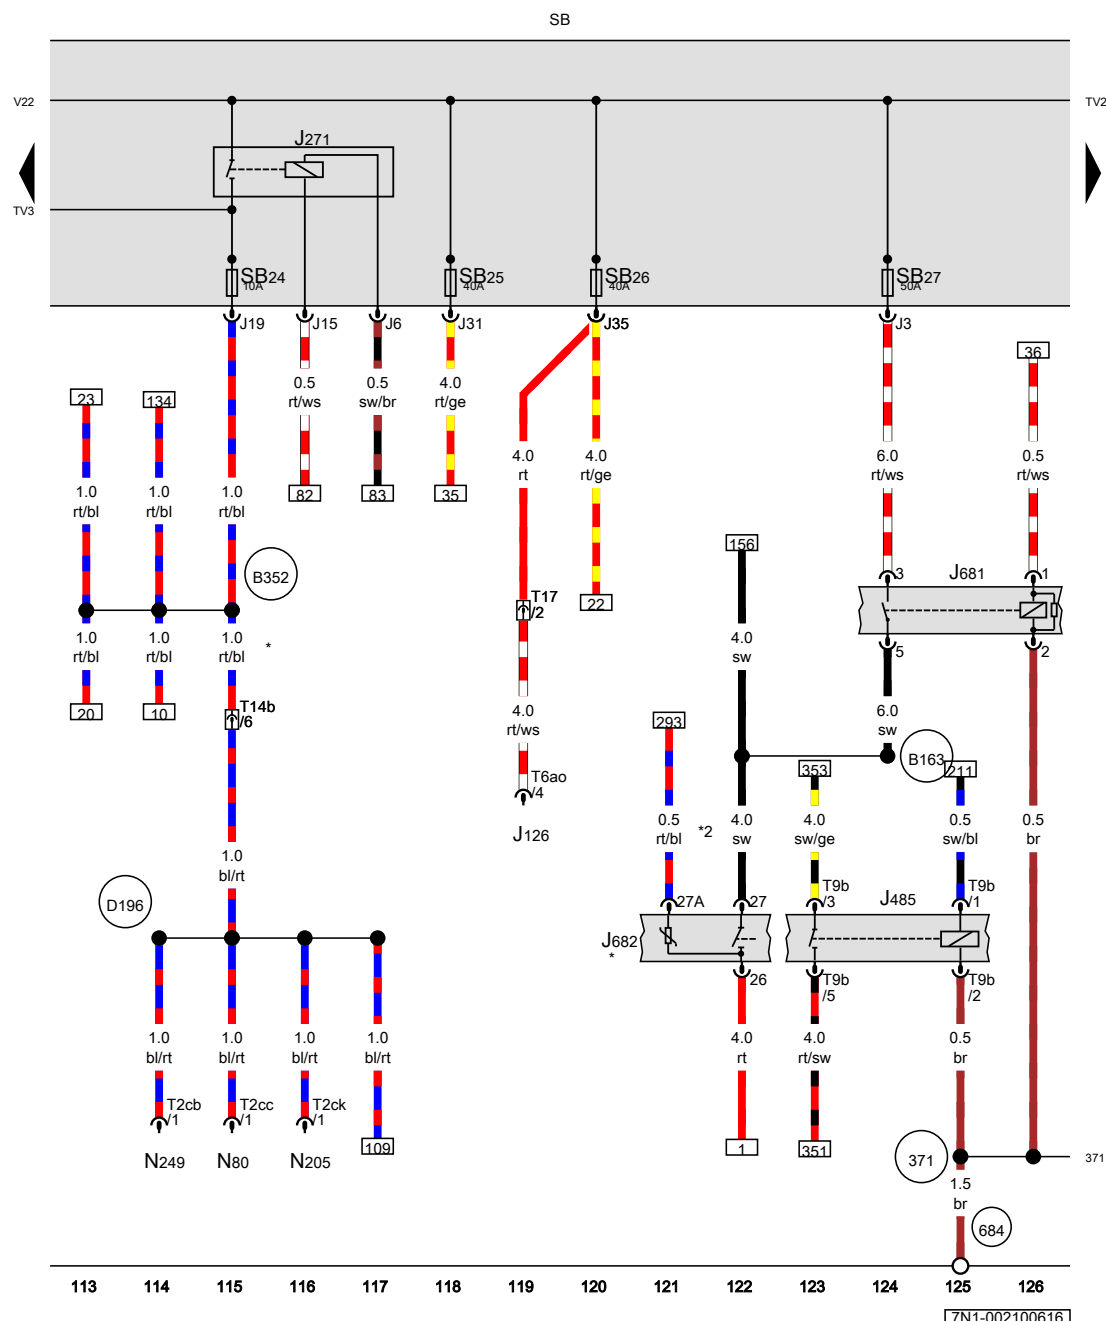 SB
V22
TV2
J271
TV3
SB24
10A
SB25
40A
SB26
40A
SB27
50A
J19
J15
J6
J31
J35
J3
36
23
134
0.5
rt/ws
0.5
sw/br
4.0
rt/ge
4.0
rt
4.0
rt/ge
6.0
rt/ws
0.5
rt/ws
1.0
rt/bl
1.0
rt/bl
1.0
rt/bl
82
83
35
156
B352
3
J681
1
T17
/2
22
1.0
rt/bl
1.0
rt/bl
1.0
rt/bl
*
4.0
sw
5
2
20
10
T14b
/6
4.0
rt/ws
293
6.0
sw
B163
353
211
T6ao
/4
J126
0.5
rt/bl
*2
4.0
sw
4.0
sw/ge
0.5
sw/bl
0.5
br
1.0
bl/rt
D196
27A
27
T9b
/3
J485
T9b
/1
J682
*
26
T9b
/5
T9b
/2
1.0
bl/rt
1.0
bl/rt
1.0
bl/rt
1.0
bl/rt
4.0
rt
4.0
rt/sw
0.5
br
T2cb
/1
T2cc
/1
T2ck
/1
109
1
351
N249
N80
N205
371
371
1.5
br
684
113
114
115
116
117
118
119
120
121
122
123
124
125
126
7N1-002100616